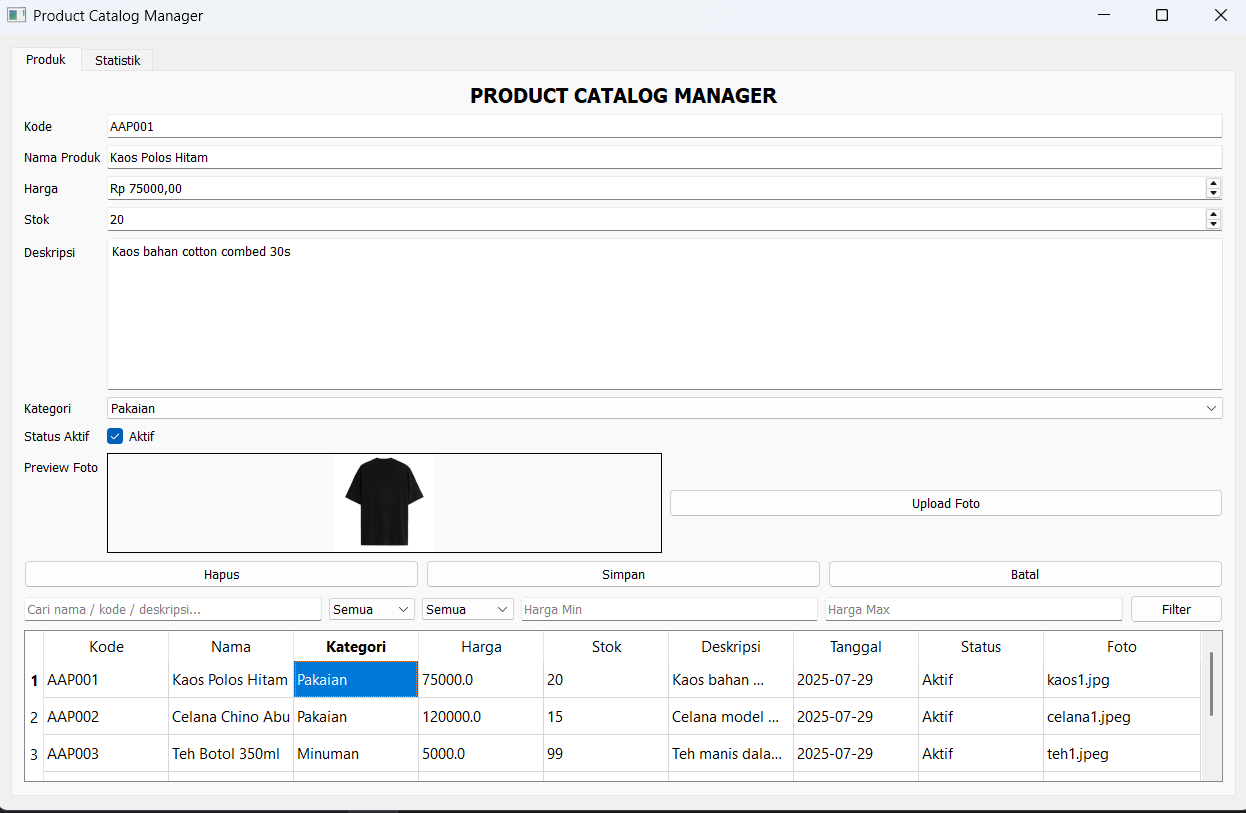 Product Catalog Manager
Produk Statistik
PRODUCT CATALOG MANAGER
Kode AAP001
Nama Produk Kaos Polos Hitam
Harga Rp 75000,00
Stok 20
Deskripsi Kaos bahan cotton combed 30s
Kategori Pakaian
Status Aktif Aktif
Preview Foto
Upload Foto
Hapus Simpan Batal
Cari nama / kode / deskripsi... Semua Semua Harga Min Harga Max Filter
Kode Nama Kategori Harga Stok Deskripsi Tanggal Status Foto
1 AAP001 Kaos Polos Hitam Pakaian 75000.0 20 Kaos bahan ... 2025-07-29 Aktif kaos1.jpg
2 AAP002 Celana Chino Abu Pakaian 120000.0 15 Celana model ... 2025-07-29 Aktif celana1.jpeg
3 AAP003 Teh Botol 350ml Minuman 5000.0 99 Teh manis dala... 2025-07-29 Aktif teh1.jpeg